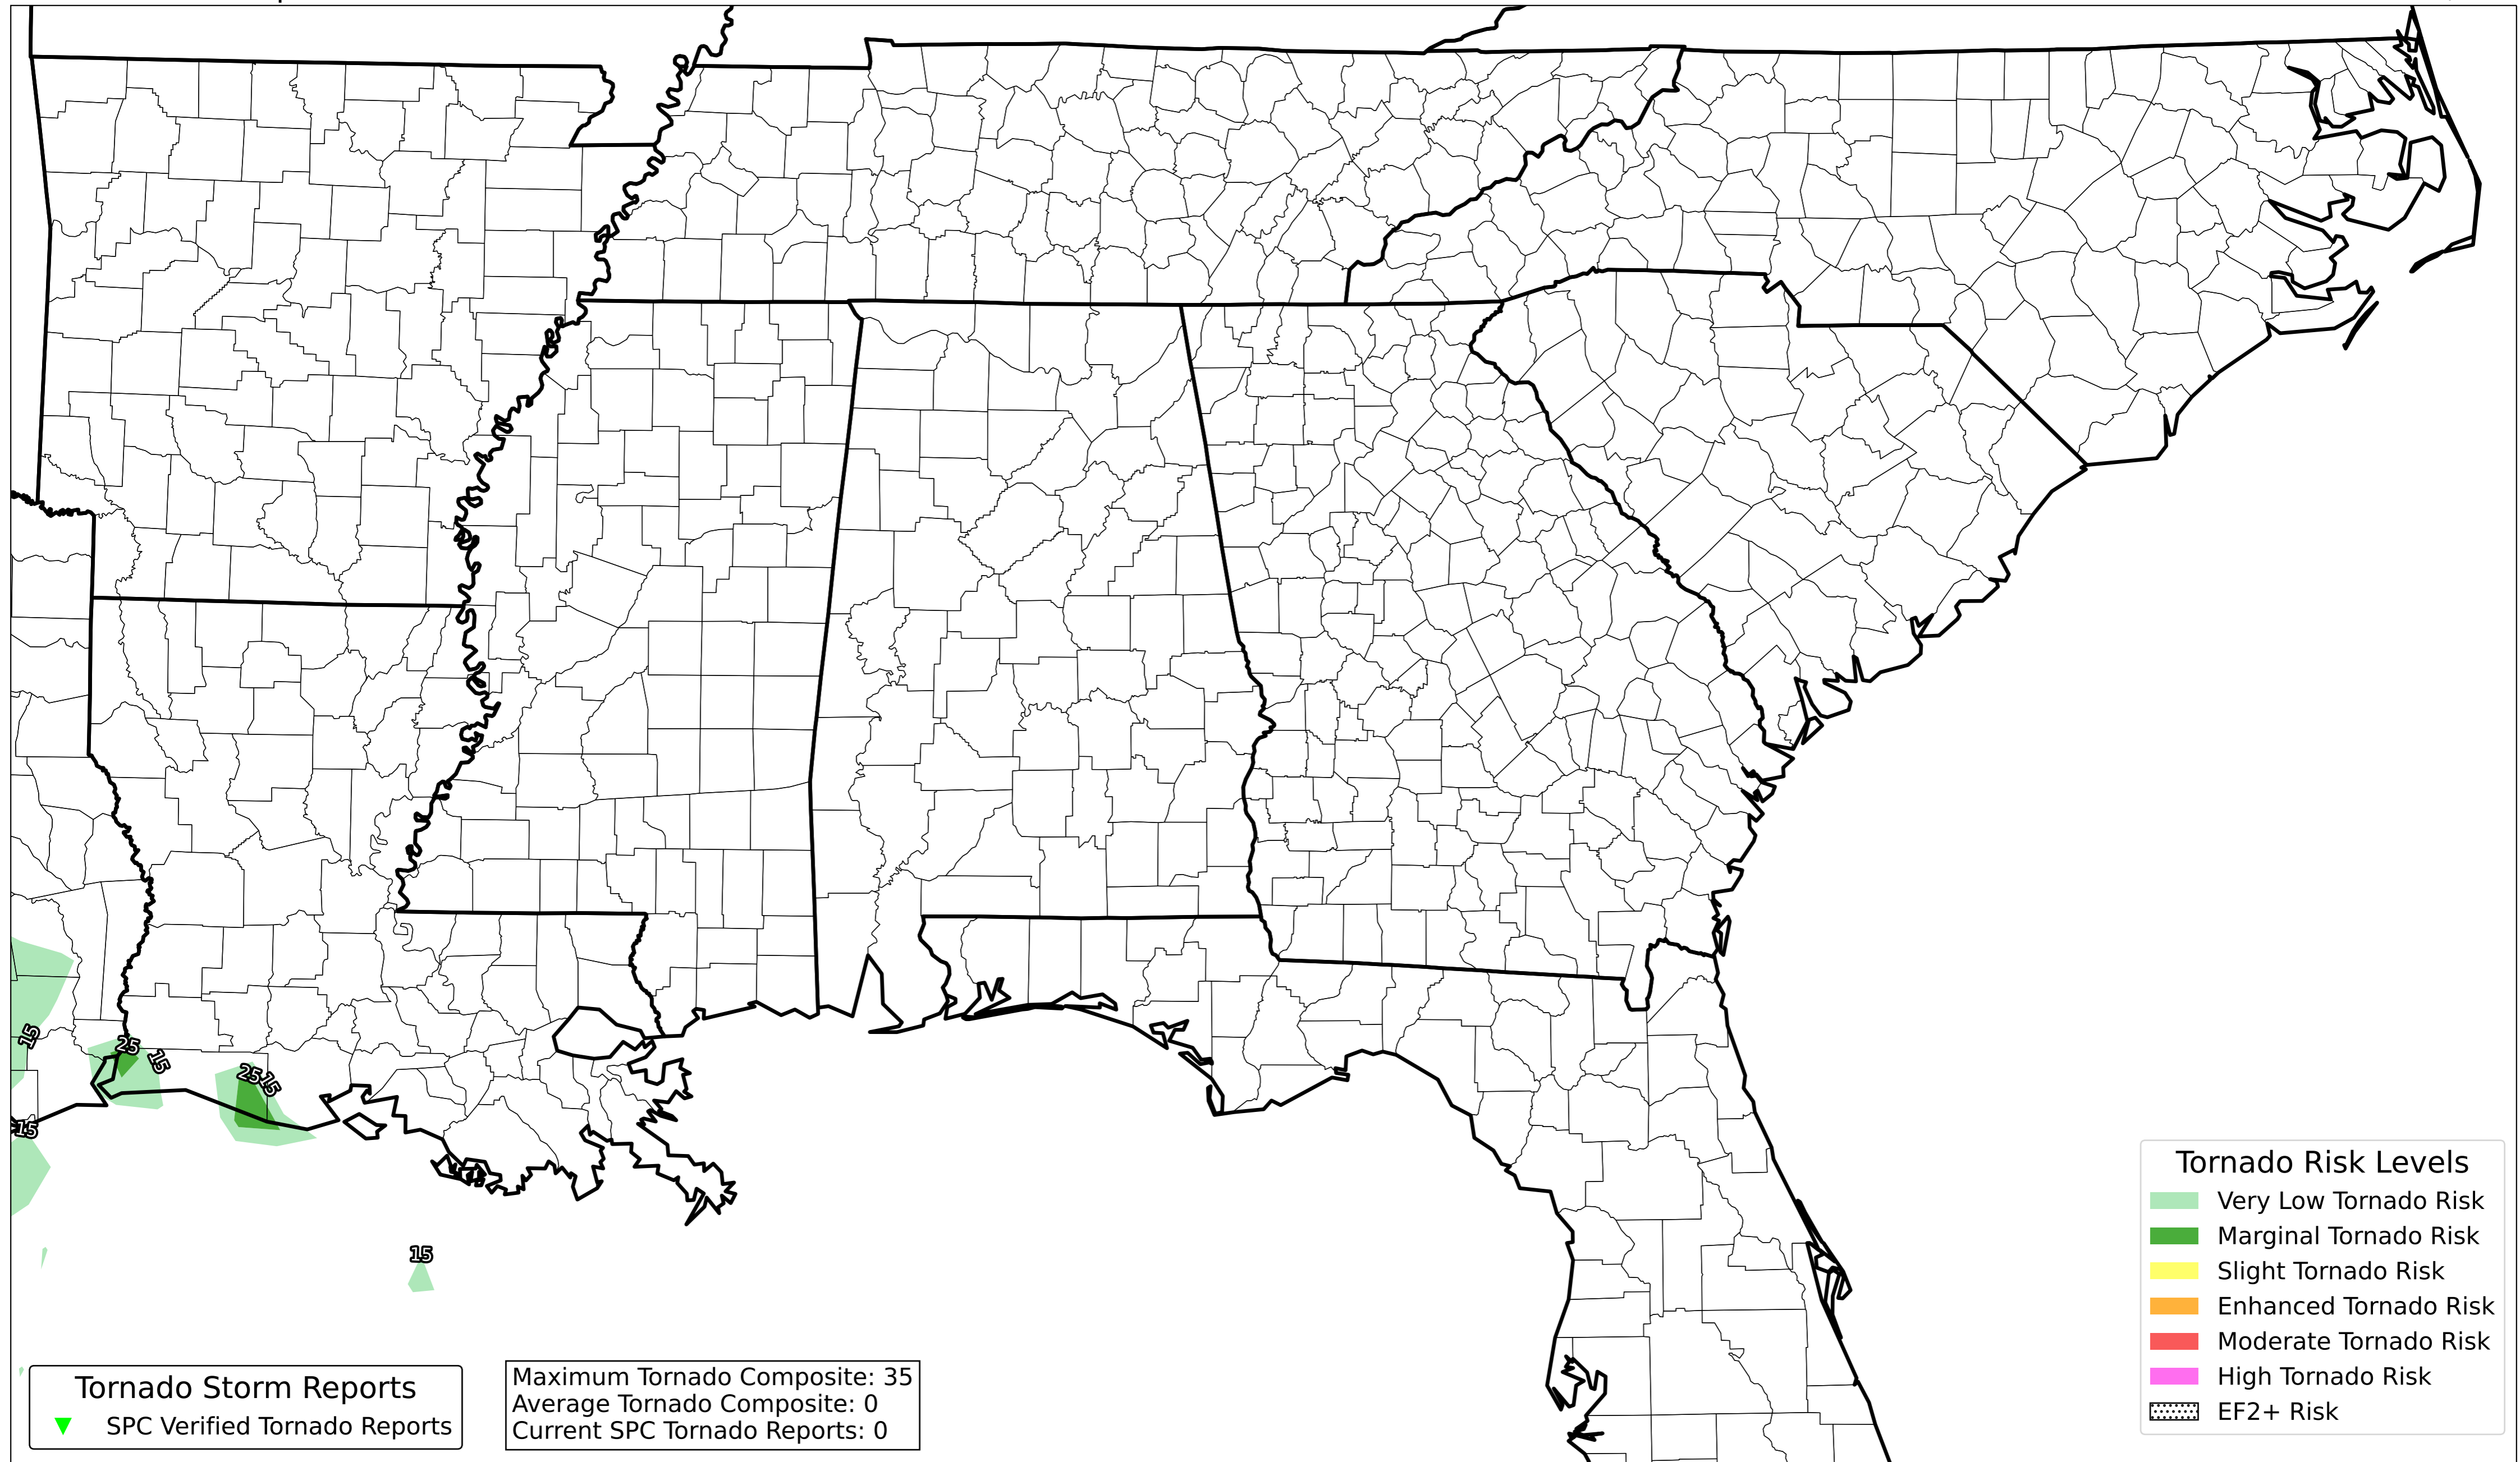 15
25
15
25
15
15
15
Tornado Risk Levels
Very Low Tornado Risk
Marginal Tornado Risk
Slight Tornado Risk
Enhanced Tornado Risk
Moderate Tornado Risk
High Tornado Risk
EF2+ Risk
Tornado Storm Reports
SPC Verified Tornado Reports
Maximum Tornado Composite: 35
Average Tornado Composite: 0
Current SPC Tornado Reports: 0